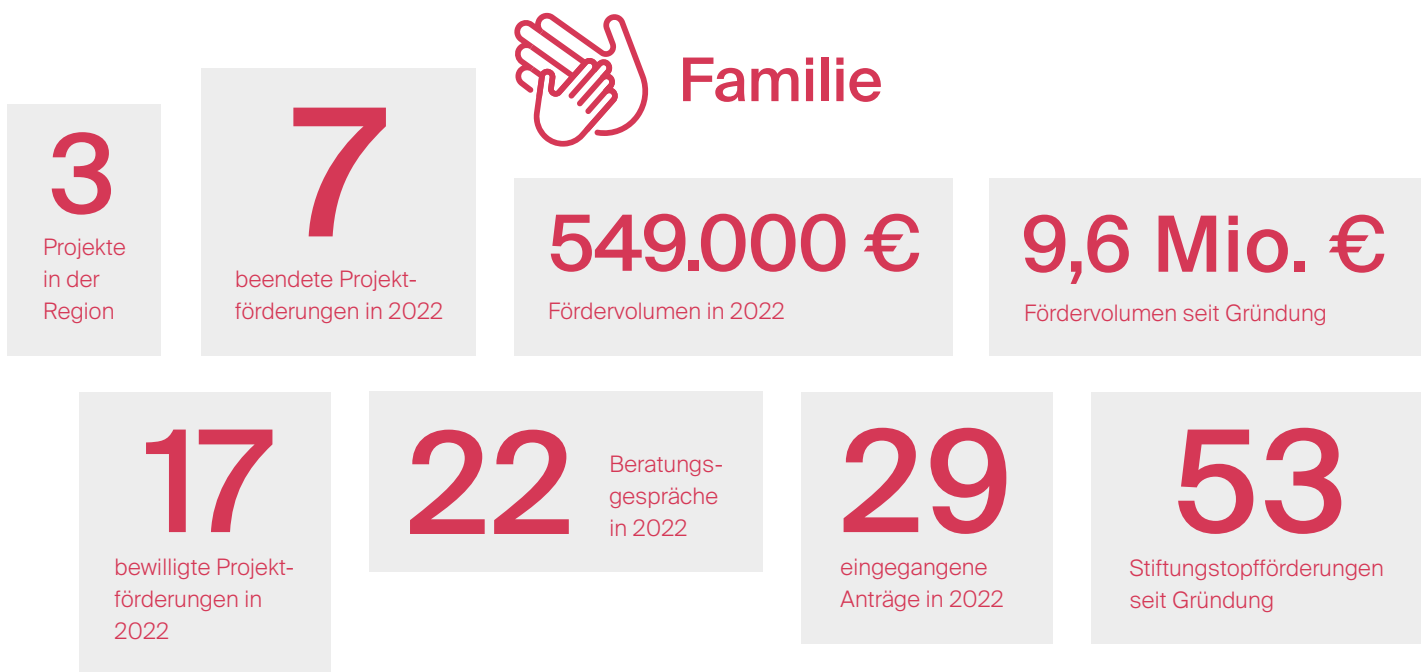 Familie
3
Projekte
in der
Region
7
beendete Projekt-
förderungen in 2022
549.000 €
Fördervolumen in 2022
9,6 Mio. €
Fördervolumen seit Gründung
17
bewilligte Projekt-
förderungen in
2022
22
Beratungs-
gespräche
in 2022
29
eingegangene
Anträge in 2022
53
Stiftungstopfförderungen
seit Gründung